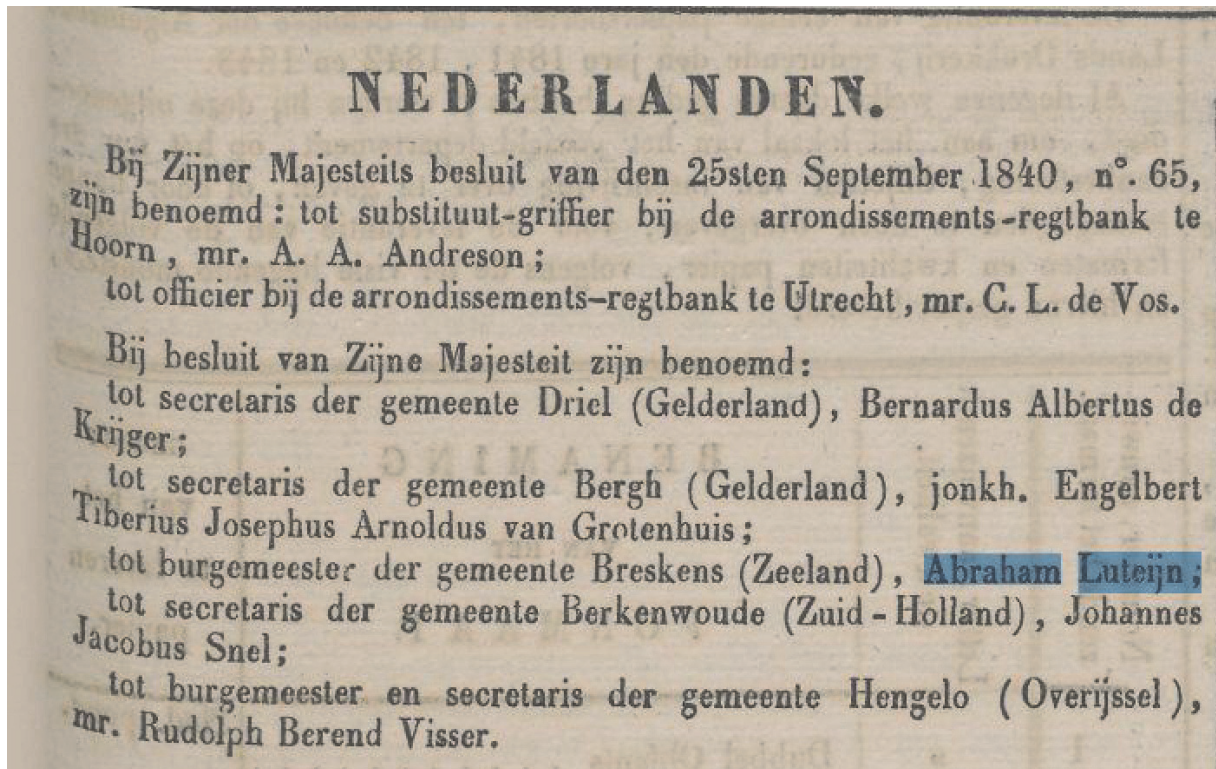 NEDERLANDEN.
Bij Zijner Majesteits besluit van den 25sten September 1840, n°. 65,
zijn benoemd: tot substituut-griffier bij de arrondissements-regtbank te
Hoorn, mr. A. A. Andreson;
tot officier bij de arrondissements-regtbank te Utrecht, mr. C. L. de Vos.
Bij besluit van Zijne Majesteit zijn benoemd:
tot secretaris der gemeente Driel (Gelderland), Bernardus Albertus de
Krijger;
tot secretaris der gemeente Bergh (Gelderland), jonkh. Engelbert
Tiberius Josephus Arnoldus van Grotenhuis;
tot burgemeester der gemeente Breskens (Zeeland), Abraham Luteijn;
tot secretaris der gemeente Berkenwoude (Zuid-Holland), Johannes
Jacobus Snel;
tot burgemeester en secretaris der gemeente Hengelo (Overijssel),
mr. Rudolph Berend Visser.